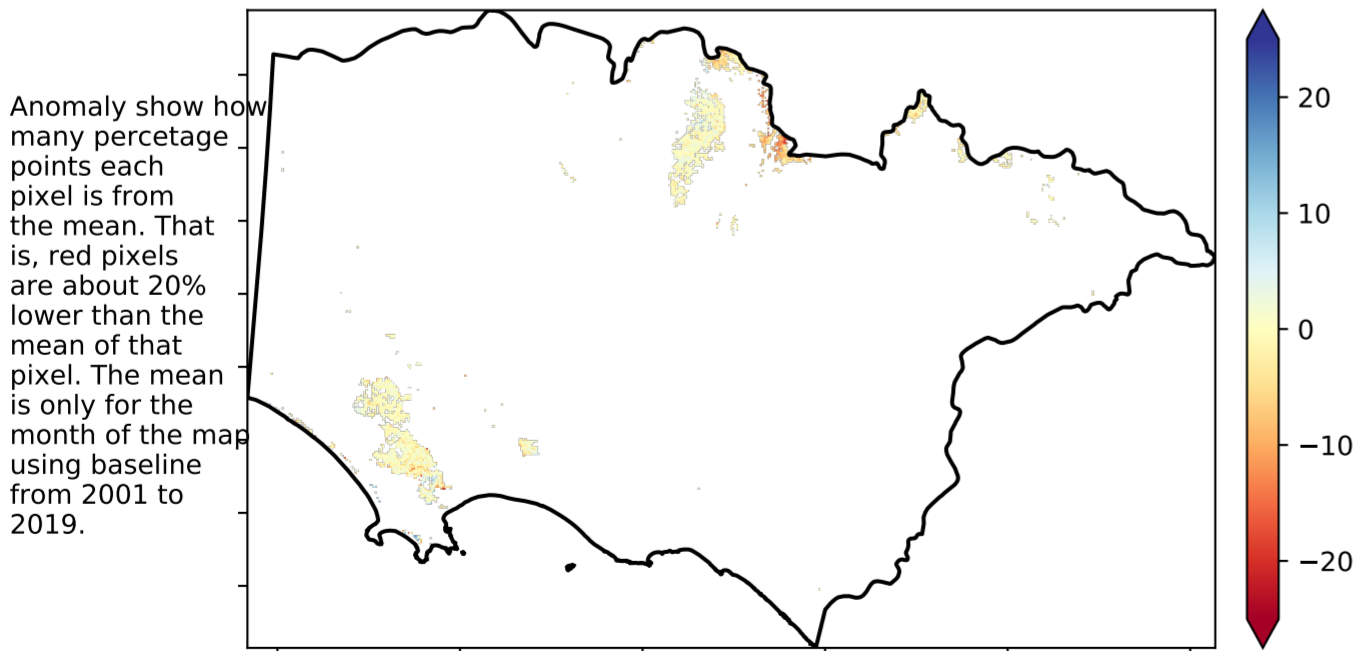 Anomaly show how
many percetage
points each
pixel is from
the mean. That
is, red pixels
are about 20%
lower than the
mean of that
pixel. The mean
is only for the
month of the map
using baseline
from 2001 to
2019.
20
10
0
−10
−20